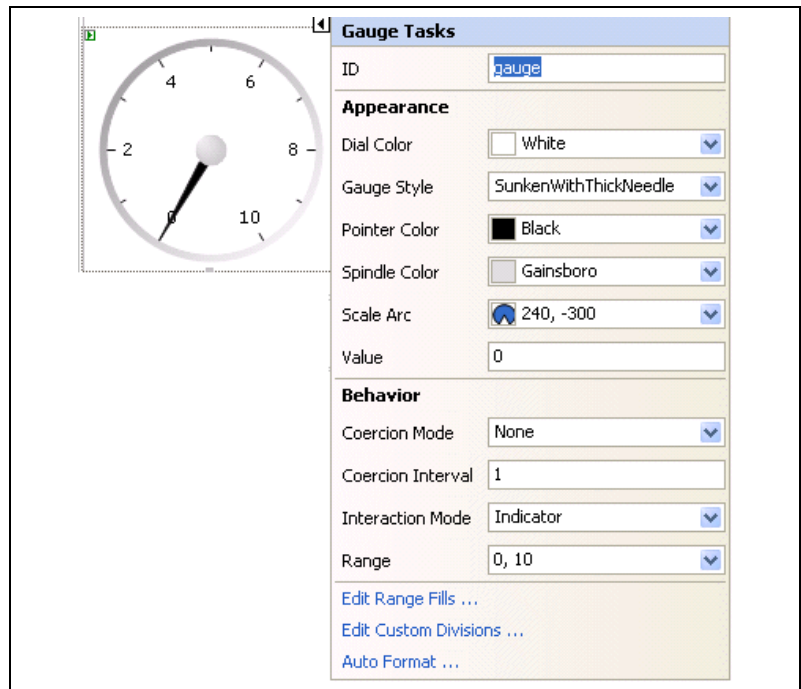 Gauge Tasks
ID gauge
Appearance
Dial Color White
Gauge Style SunkenWithThickNeedle
Pointer Color Black
Spindle Color Gainsboro
Scale Arc 240, -300
Value 0
Behavior
Coercion Mode None
Coercion Interval 1
Interaction Mode Indicator
Range 0, 10
Edit Range Fills ...
Edit Custom Divisions ...
Auto Format ...
4 6
2 8
0 10